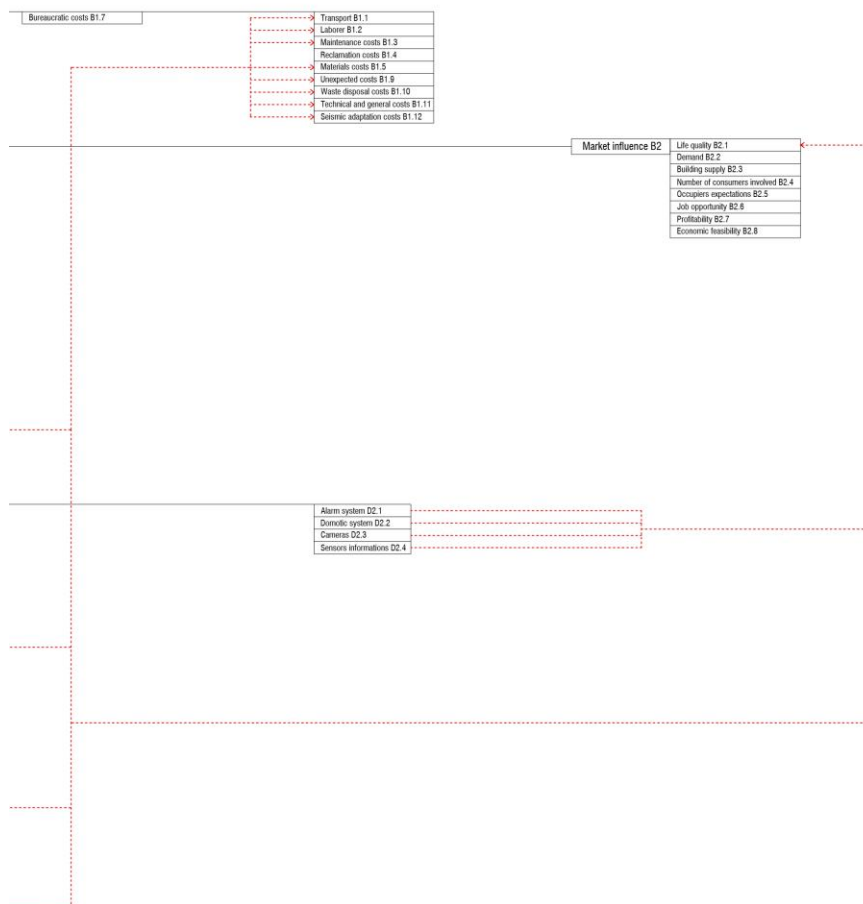 Bureaucratic costs B1.7
Transport B1.1
Laborer B1.2
Maintenance costs B1.3
Reclamation costs B1.4
Materials costs B1.5
Unexpected costs B1.9
Waste disposal costs B1.10
Technical and general costs B1.11
Seismic adaptation costs B1.12
Market influence B2
Life quality B2.1
Demand B2.2
Building supply B2.3
Number of consumers involved B2.4
Occupiers expectations B2.5
Job opportunity B2.6
Profitability B2.7
Economic feasibility B2.8
Alarm system D2.1
Domotic system D2.2
Cameras D2.3
Sensors informations D2.4